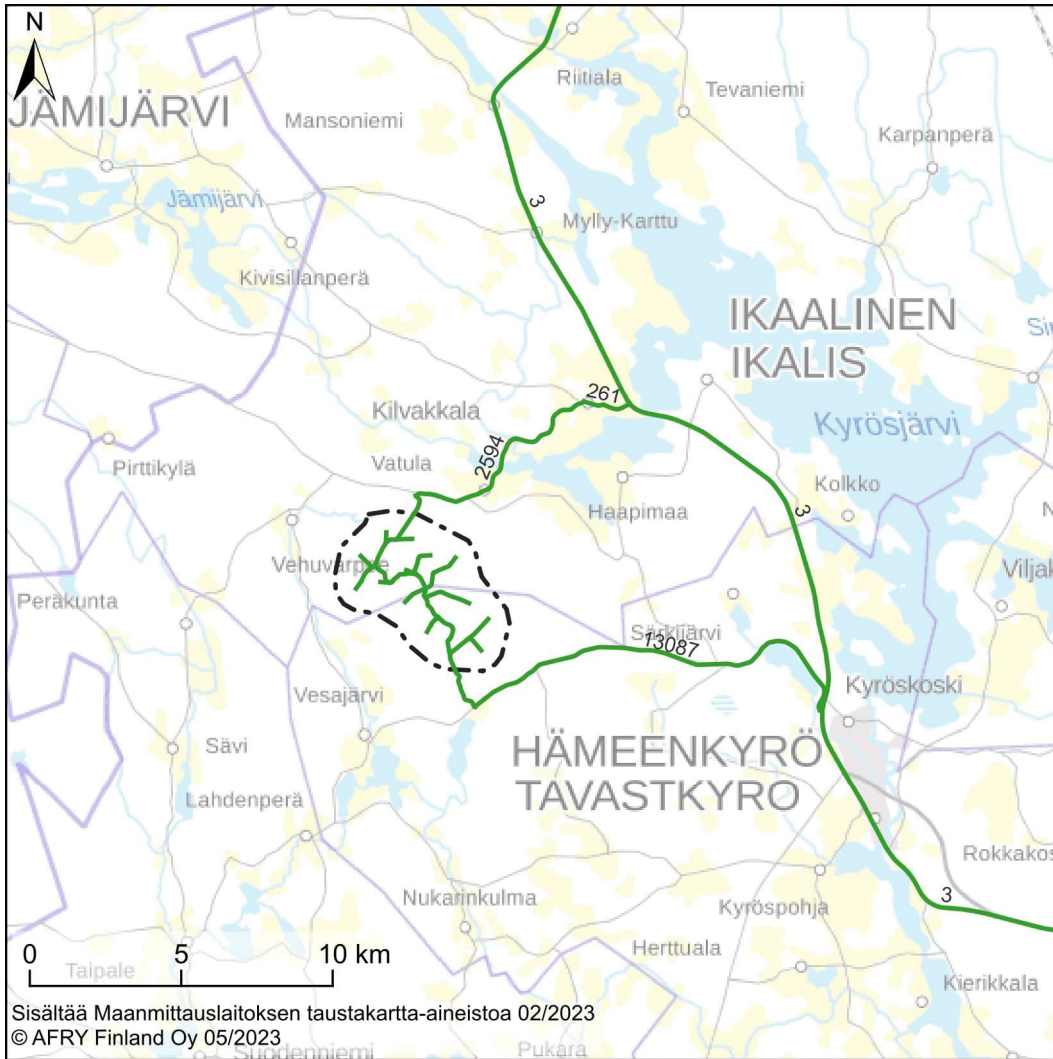 N
Riitiala
Tevaniemi
JÄMIJÄRVI
Mansoniemi
Karpanperä
Jämijärvi
3
Mylly-Karttu
Kivisillanperä
IKAALINEN
IKALIS
261
Kilvakkala
Kyrösjärvi
2594
Vatula
Pirttikylä
Kolkko
Haapimaa
3
Vehuvarpee
Peräkunta
Särkijärvi
13087
Vesajärvi
Kyröskoski
Sävi
HÄMEENKYRÖ
TAVASTKYRO
Lahdenperä
Rokkakos
Nukarinkulma
Kyröspohja
3
0 5 10 km
Herttuala
Taipale
Kierikkala
Sisältää Maanmittauslaitoksen taustakartta-aineistoa 02/2023
© AFRY Finland Oy 05/2023
Suodenniemi
Pukara